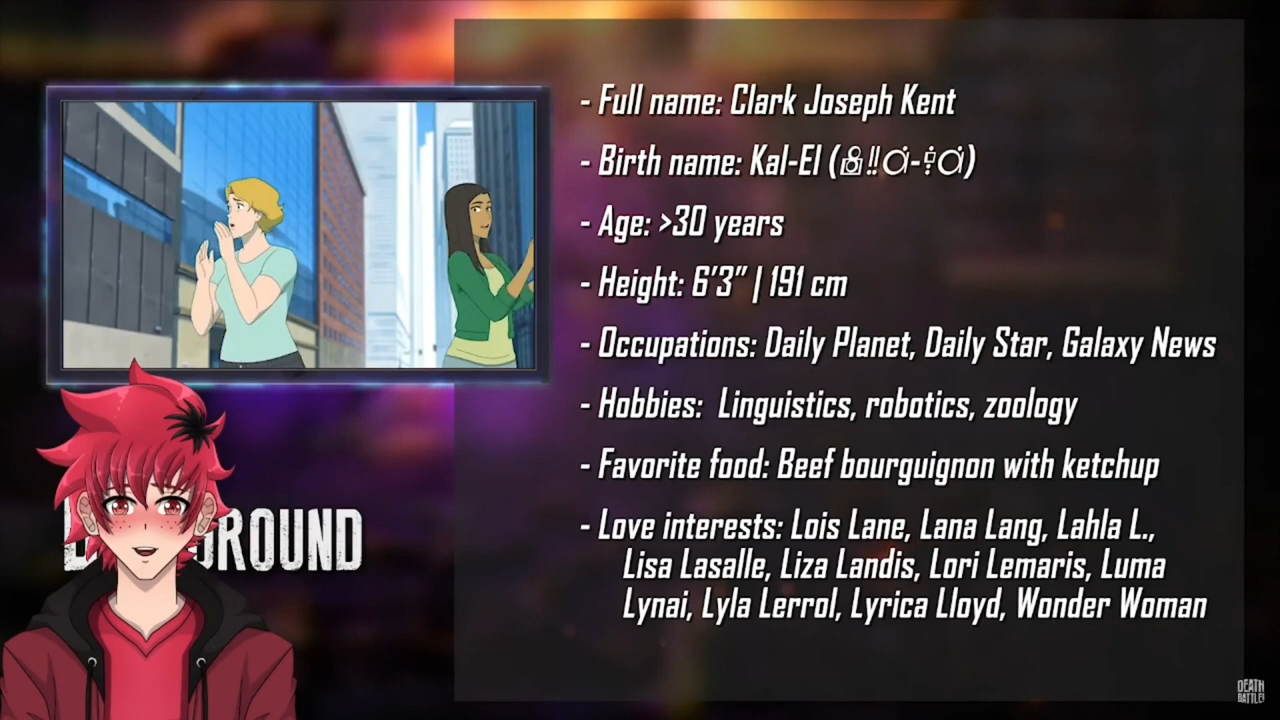 - Full name: Clark Joseph Kent
- Birth name: Kal-El ( - )
- Age: >30 years
- Height: 6'3" | 191 cm
- Occupations: Daily Planet, Daily Star, Galaxy News
- Hobbies: Linguistics, robotics, zoology
- Favorite food: Beef bourguignon with ketchup
- Love interests: Lois Lane, Lana Lang, Lahla L.,
Lisa Lasalle, Liza Landis, Lori Lemaris, Luma
Lynai, Lyla Lerrol, Lyrica Lloyd, Wonder Woman
ROUND
DEATH
BATTLE!